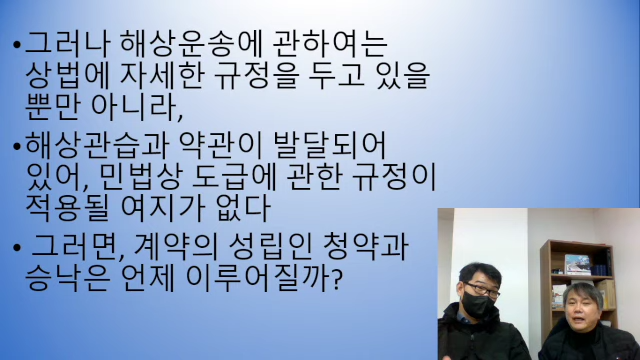 •그러나 해상운송에 관하여는
상법에 자세한 규정을 두고 있을
뿐만 아니라,
•해상관습과 약관이 발달되어
있어, 민법상 도급에 관한 규정이
적용될 여지가 없다
• 그러면, 계약의 성립인 청약과
승낙은 언제 이루어질까?